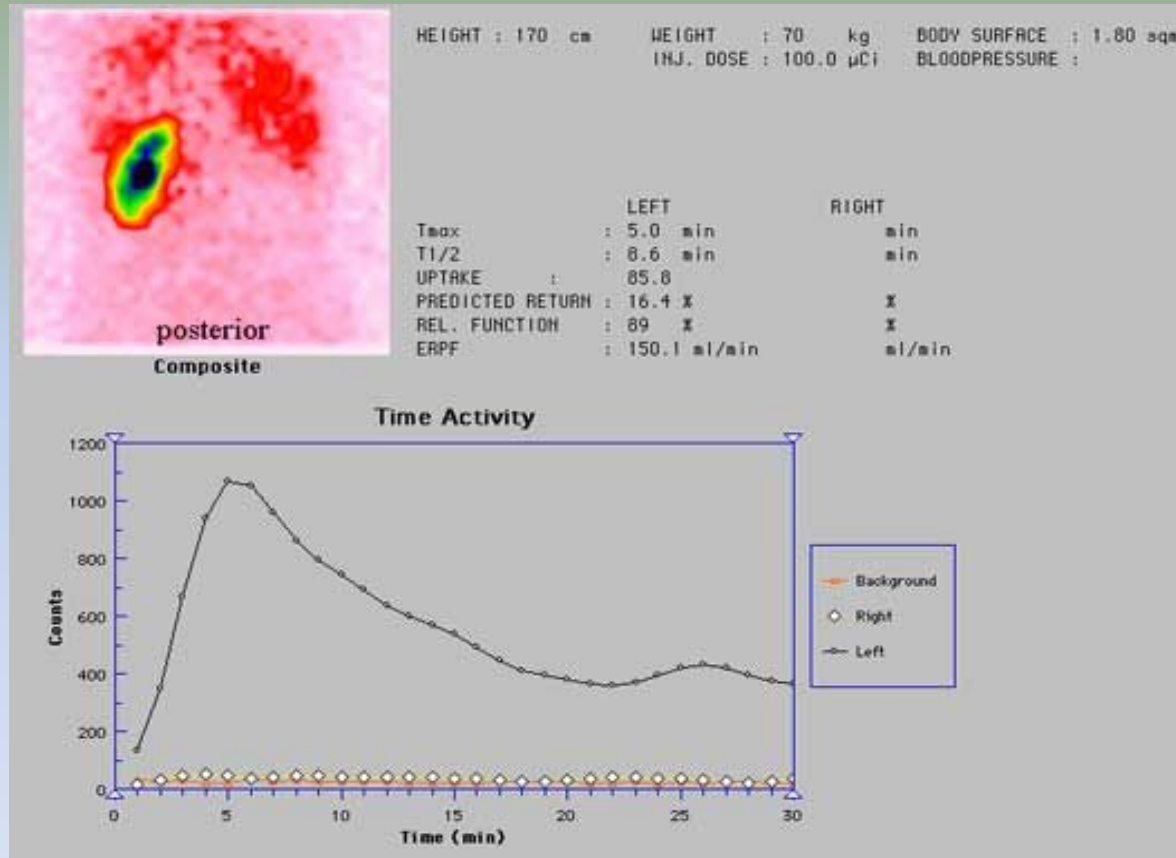 HEIGHT : 170 cm WEIGHT : 70 kg BODY SURFACE : 1.80 sqm
INJ. DOSE : 100.0 µCi BLOODPRESSURE :
LEFT RIGHT
Tmax : 5.0 min min
T1/2 : 8.6 min min
UPTAKE : 85.8
PREDICTED RETURN : 16.4 % %
REL. FUNCTION : 89 % %
ERPF : 150.1 ml/min ml/min
posterior
Composite
Time Activity
1200
1000
800
600
400
200
0
Counts
0 5 10 15 20 25 30
Time (min)
Background
Right
Left